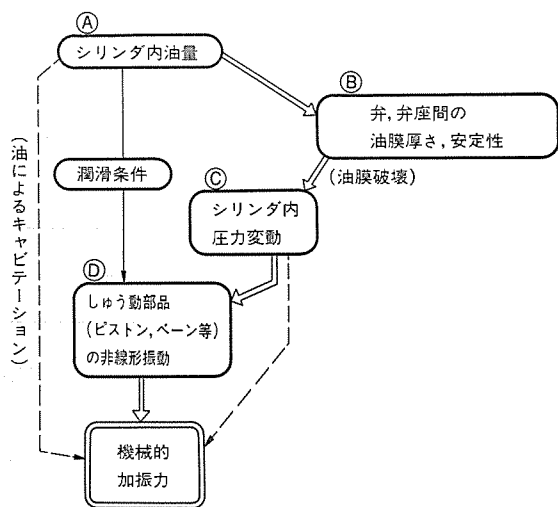 Ⓐ
シリンダ内油量
Ⓑ
弁,弁座間の
油膜厚さ,安定性
(油膜破壊)
(油によるキャビテーション)
潤滑条件
Ⓒ
シリンダ内
圧力変動
Ⓓ
しゅう動部品
(ピストン,ベーン等)
の非線形振動
機械的
加振力